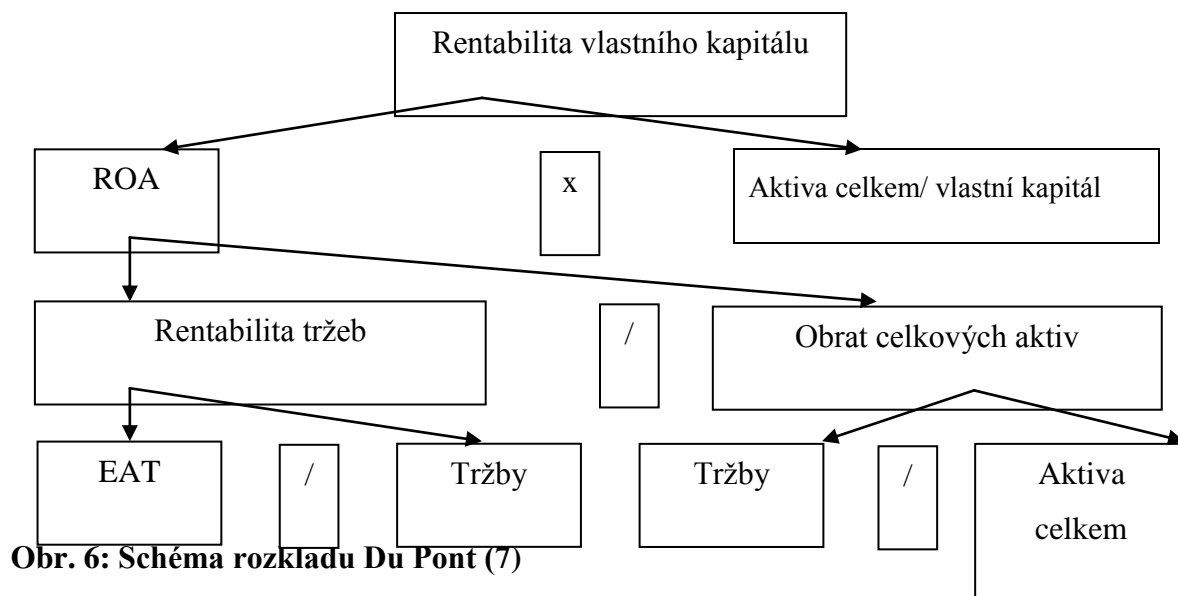 Rentabilita vlastního kapitálu
ROA
x
Aktiva celkem/ vlastní kapitál
Rentabilita tržeb
/
Obrat celkových aktiv
EAT
/
Tržby
Tržby
/
Aktiva
celkem
Obr. 6: Schéma rozkladu Du Pont (7)